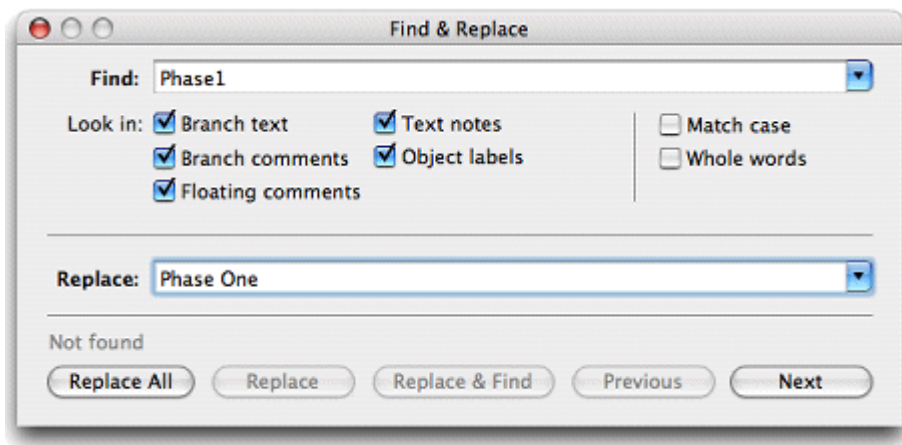 Find & Replace
Find: Phase1
Look in: Branch text Text notes Match case
Branch comments Object labels Whole words
Floating comments
Replace: Phase One
Not found
Replace All Replace Replace & Find Previous Next